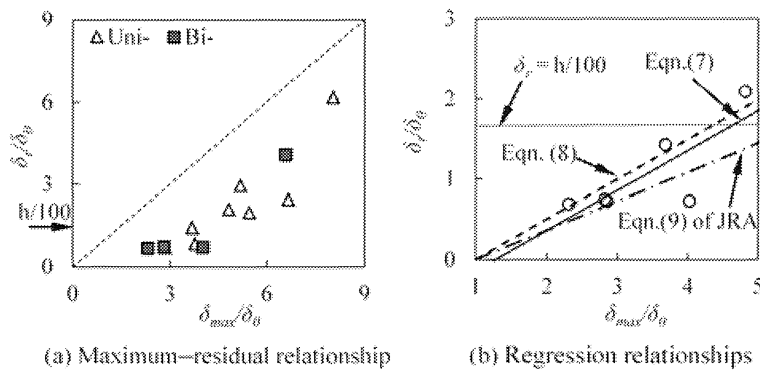 9
△ Uni- ■ Bi-
6
δr/δ0
3
h/100
0
0 3 6 9
δmax/δ0
(a) Maximum–residual relationship
3
Eqn.(7)
δr = h/100
2
δr/δ0
Eqn. (8)
1
Eqn.(9) of JRA
0
1 2 3 4 5
δmax/δ0
(b) Regression relationships